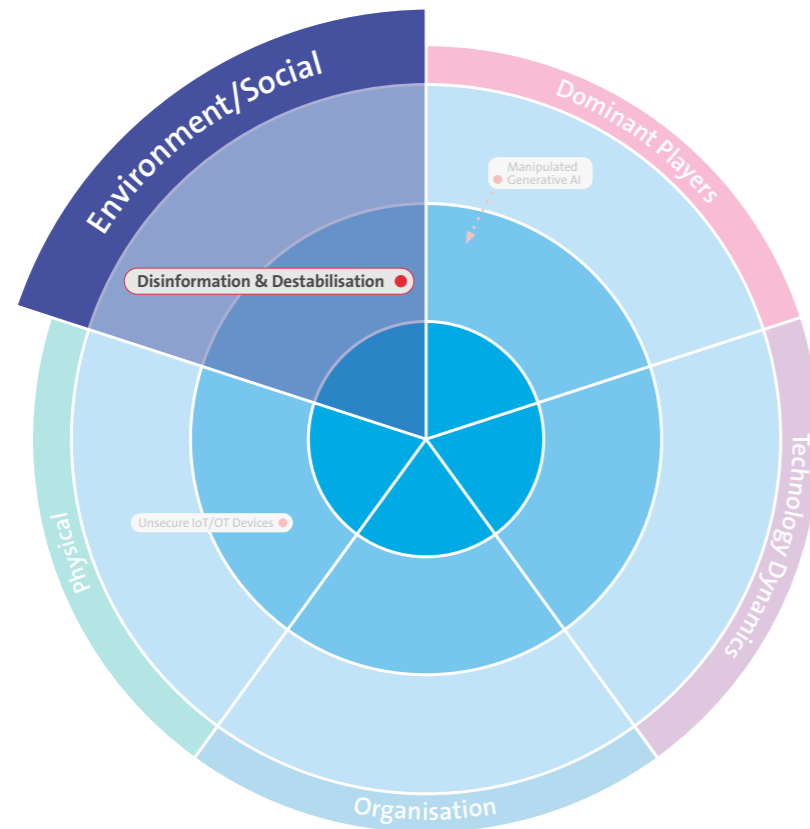 Environment/Social
Dominant Players
Manipulated
Generative AI
Disinformation & Destabilisation
Technology Dynamics
Unsecure IoT/OT Devices
Physical
Organisation